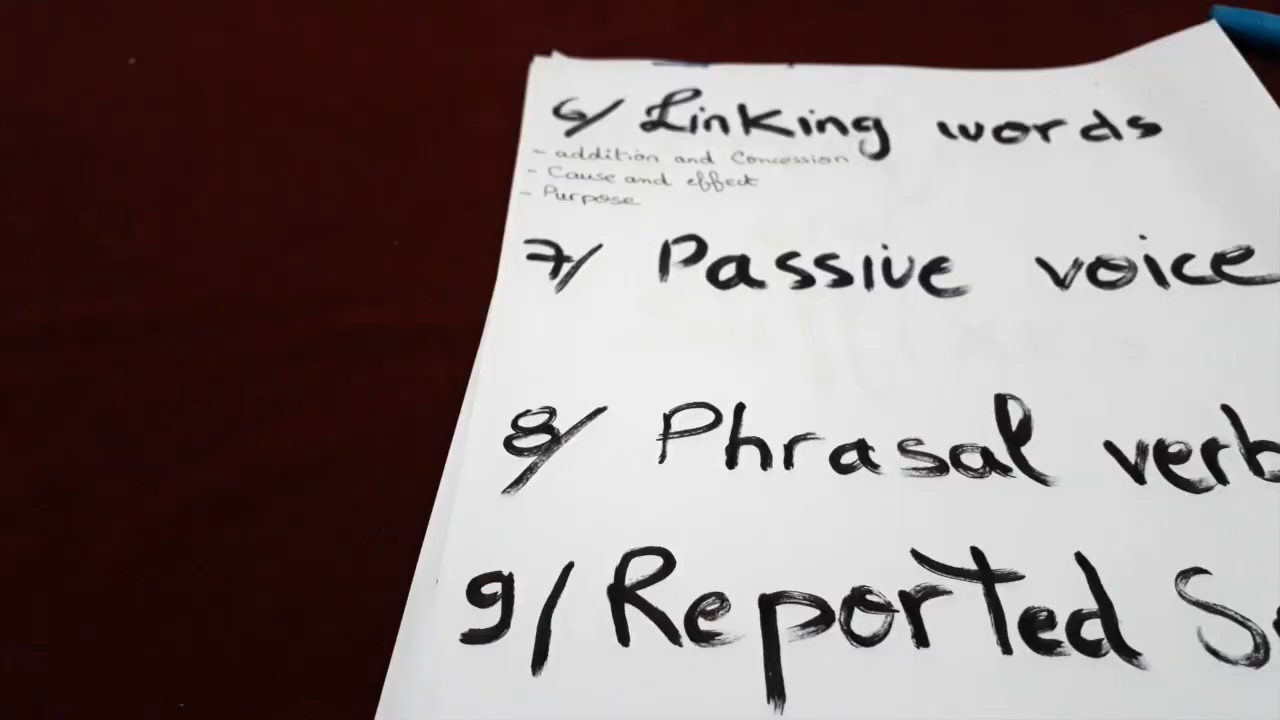 6/ Linking words
- addition and Concession
- Cause and effect
- Purpose
7/ Passive voice
8/ Phrasal verb
9/ Reported